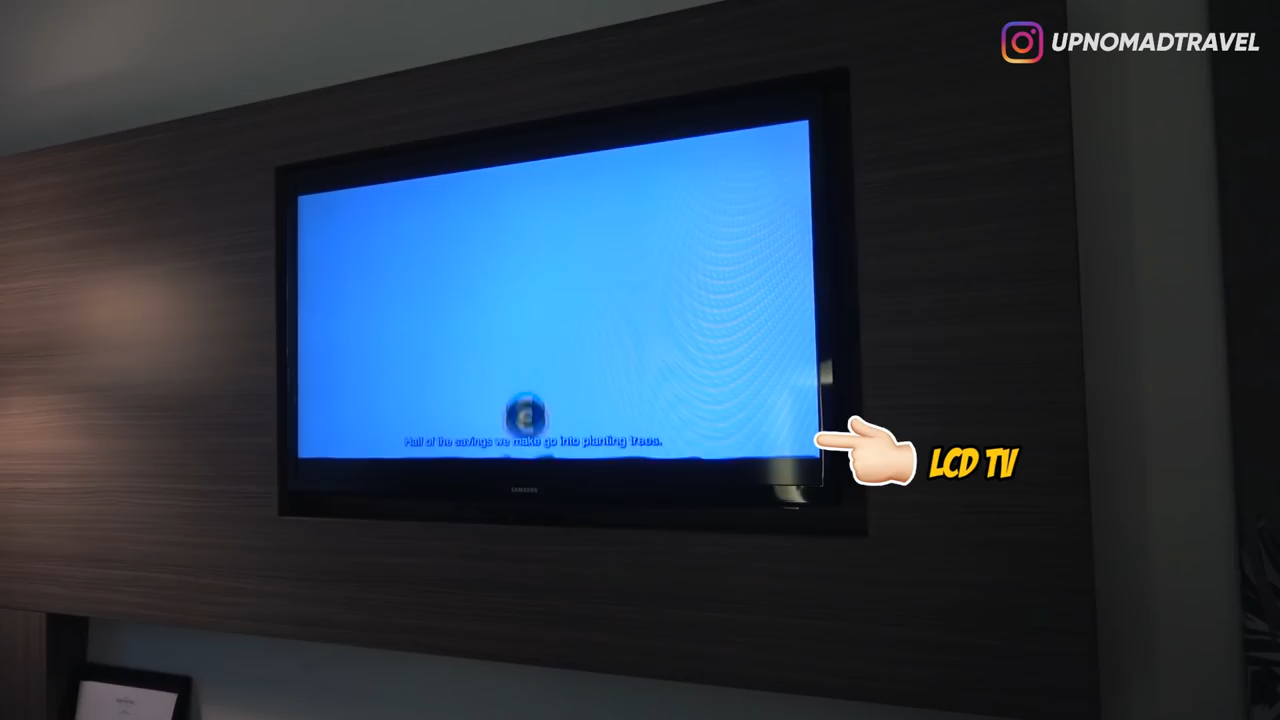 UPNOMADTRAVEL
Half of the savings we make go into planting trees.
SAMSUNG
LCD TV